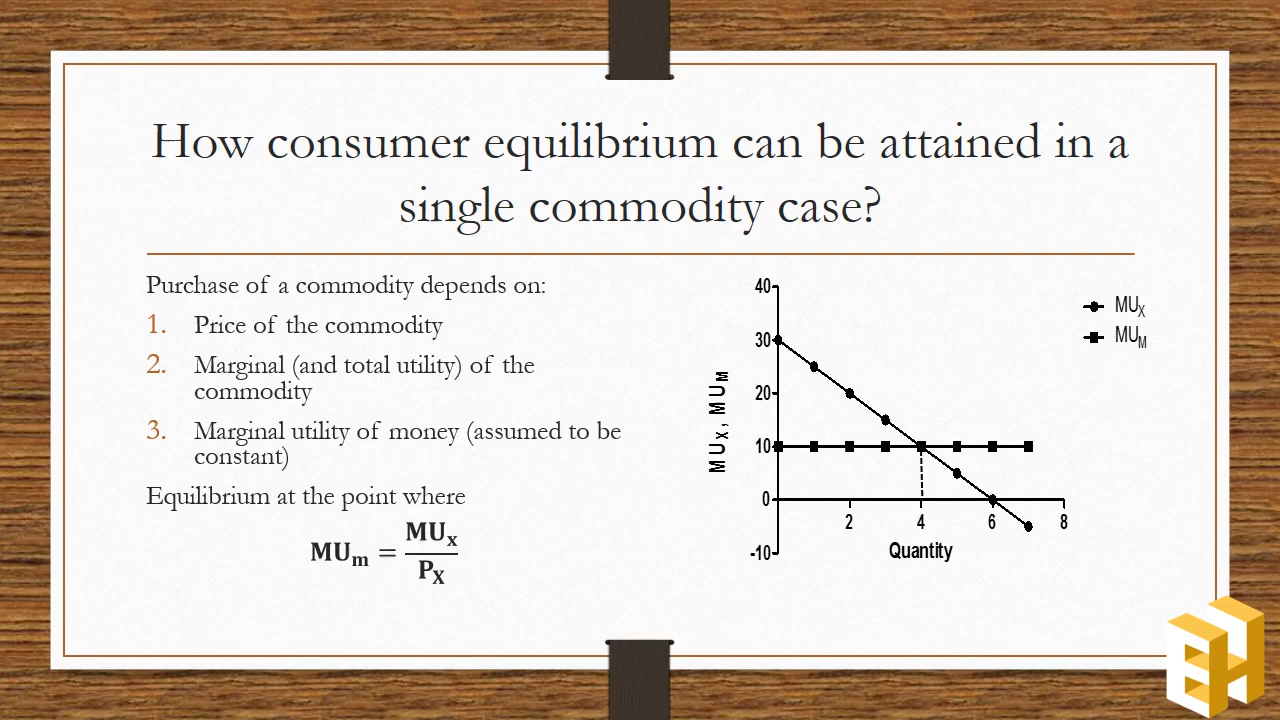 How consumer equilibrium can be attained in a
single commodity case?
Purchase of a commodity depends on:
1. Price of the commodity
2. Marginal (and total utility) of the
commodity
3. Marginal utility of money (assumed to be
constant)
Equilibrium at the point where
MUm = MUx / PX
40
30
20
10
0
-10
MUX, MUM
2 4 6 8
Quantity
MUX
MUM
EH